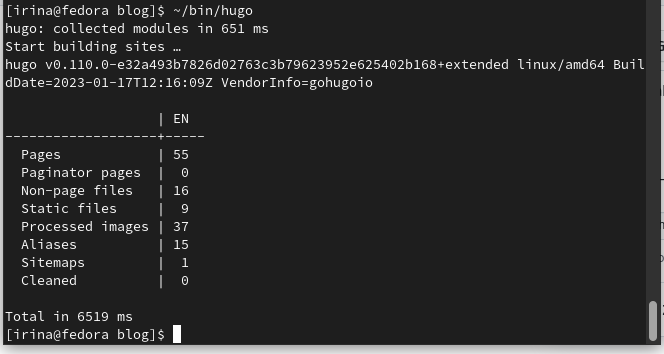 [irina@fedora blog]$ ~/bin/hugo
hugo: collected modules in 651 ms
Start building sites …
hugo v0.110.0-e32a493b7826d02763c3b79623952e625402b168+extended linux/amd64 Buil
dDate=2023-01-17T12:16:09Z VendorInfo=gohugoio
                   | EN
-------------------+-----
  Pages            | 55
  Paginator pages  |  0
  Non-page files   | 16
  Static files     |  9
  Processed images | 37
  Aliases          | 15
  Sitemaps         |  1
  Cleaned          |  0
Total in 6519 ms
[irina@fedora blog]$